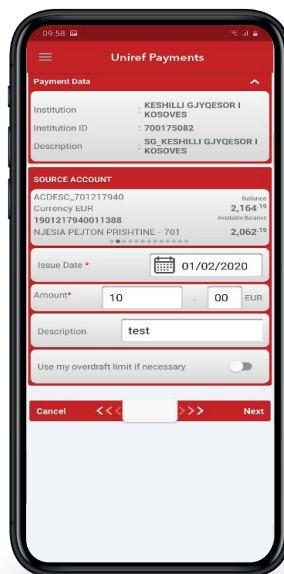 09:58
Uniref Payments
Payment Data
Institution : KESHILLI GJYQESOR I KOSOVES
Institution ID : 700175082
Description : SG_KESHILLI GJYQESOR I KOSOVES
SOURCE ACCOUNT
ACDESC_701217940 Balance
Currency EUR 2,164.19
1901217940011388 Available Balance
NJESIA PEJTON PRISHTINE - 701 2,062.19
Issue Date * 01/02/2020
Amount* 10 . 00 EUR
Description test
Use my overdraft limit if necessary
Cancel <<< >>> Next